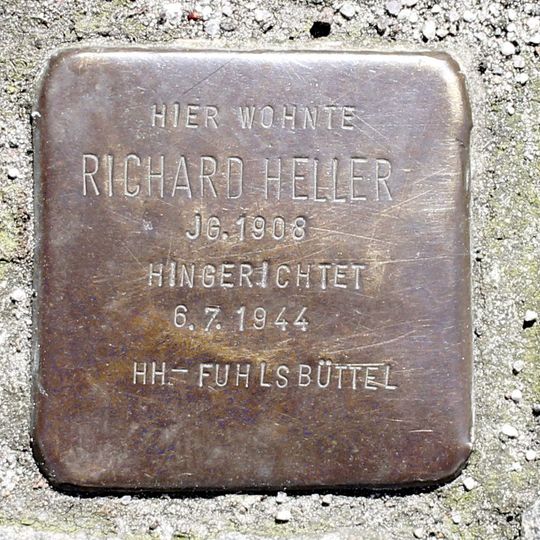 HIER WOHNTE
RICHARD HELLER
JG. 1908
HINGERICHTET
6.7.1944
HH.-FUHLSBÜTTEL